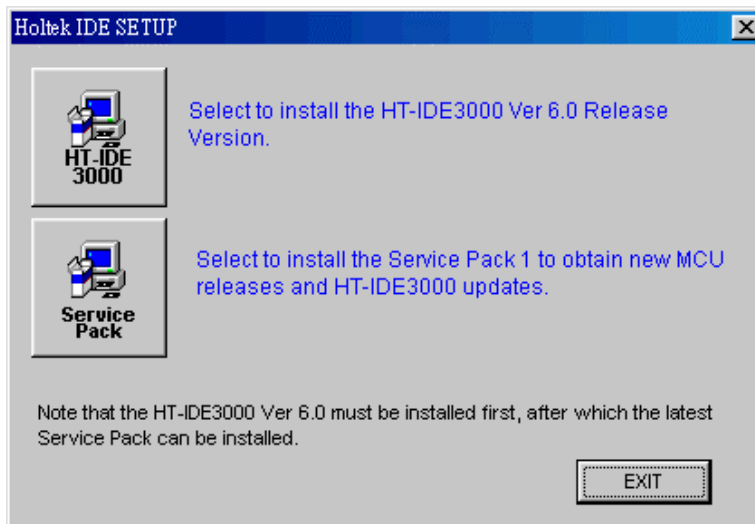 Holtek IDE SETUP
HT-IDE
3000
Select to install the HT-IDE3000 Ver 6.0 Release
Version.
Service
Pack
Select to install the Service Pack 1 to obtain new MCU
releases and HT-IDE3000 updates.
Note that the HT-IDE3000 Ver 6.0 must be installed first, after which the latest
Service Pack can be installed.
EXIT